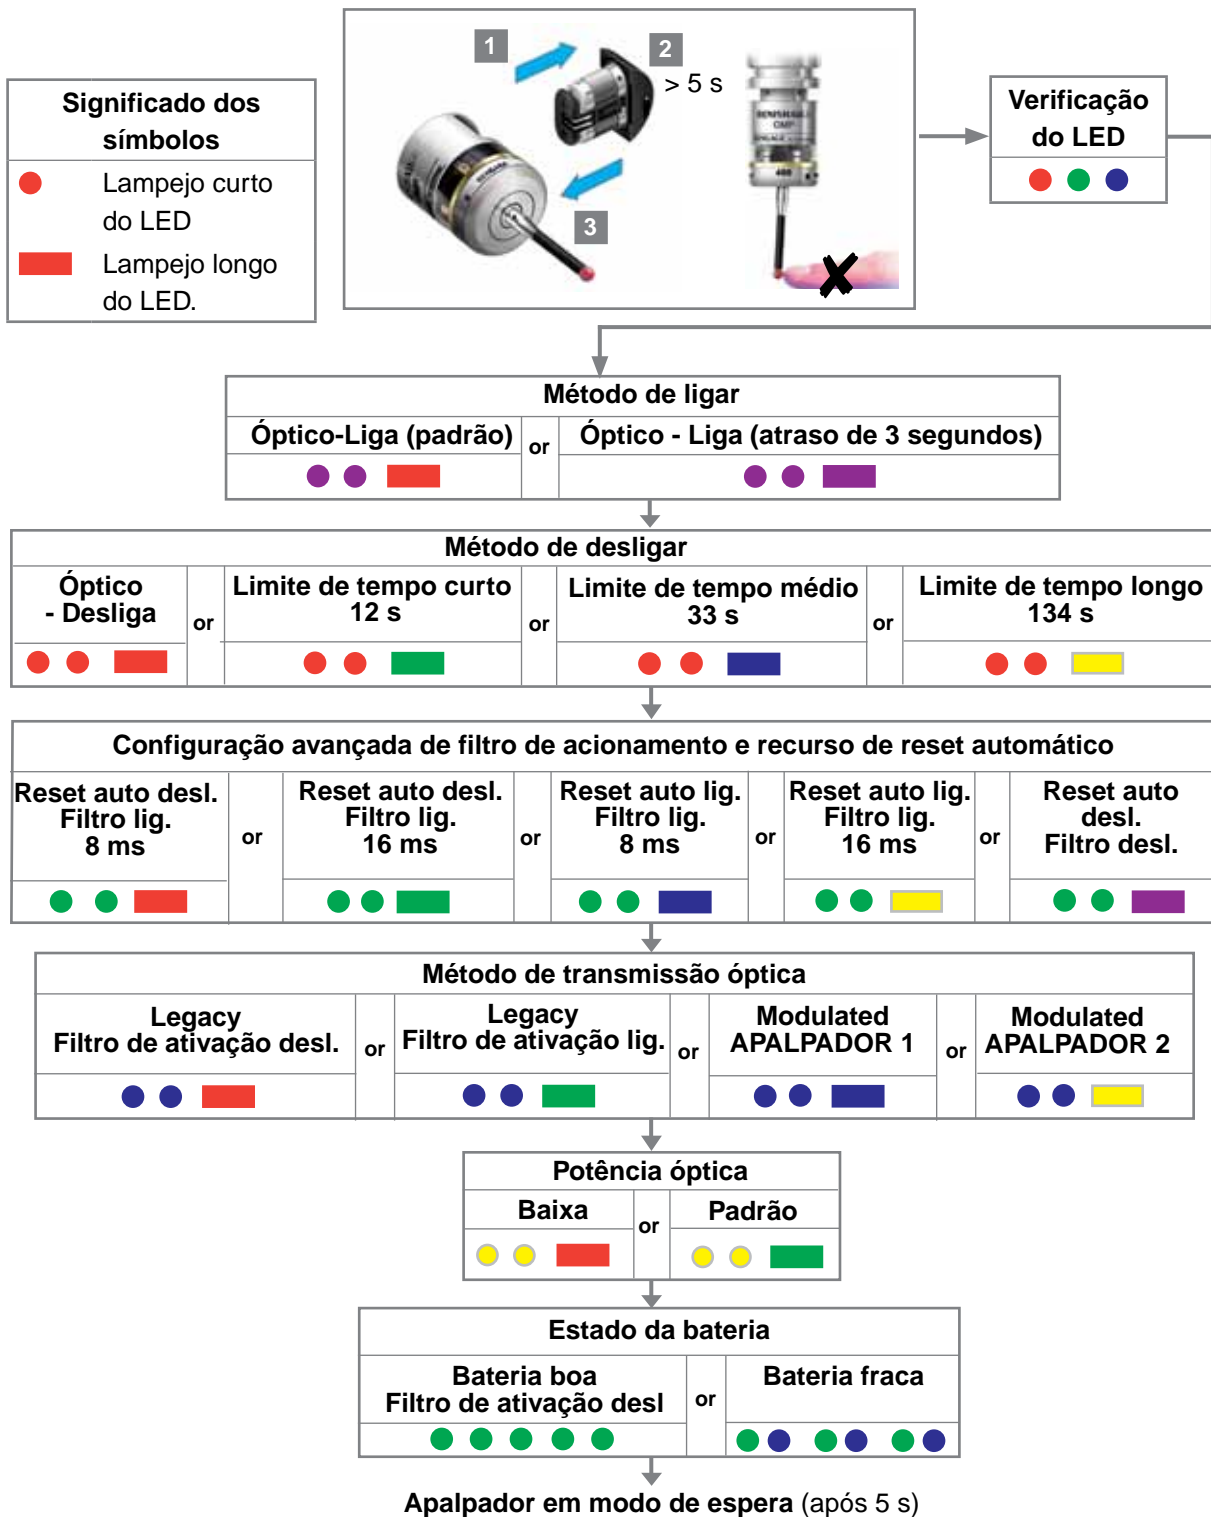 1
2
> 5 s
3
RENISHAW
OMP
400
Significado dos
símbolos
Lampejo curto
do LED
Lampejo longo
do LED.
Verificação
do LED
Método de ligar
Óptico-Liga (padrão)
or
Óptico - Liga (atraso de 3 segundos)
Método de desligar
Óptico
- Desliga
or
Limite de tempo curto
12 s
or
Limite de tempo médio
33 s
or
Limite de tempo longo
134 s
Configuração avançada de filtro de acionamento e recurso de reset automático
Reset auto desl.
Filtro lig.
8 ms
or
Reset auto desl.
Filtro lig.
16 ms
or
Reset auto lig.
Filtro lig.
8 ms
or
Reset auto lig.
Filtro lig.
16 ms
or
Reset auto
desl.
Filtro desl.
Método de transmissão óptica
Legacy
Filtro de ativação desl.
or
Legacy
Filtro de ativação lig.
or
Modulated
APALPADOR 1
or
Modulated
APALPADOR 2
Potência óptica
Baixa
or
Padrão
Estado da bateria
Bateria boa
Filtro de ativação desl
or
Bateria fraca
Apalpador em modo de espera (após 5 s)